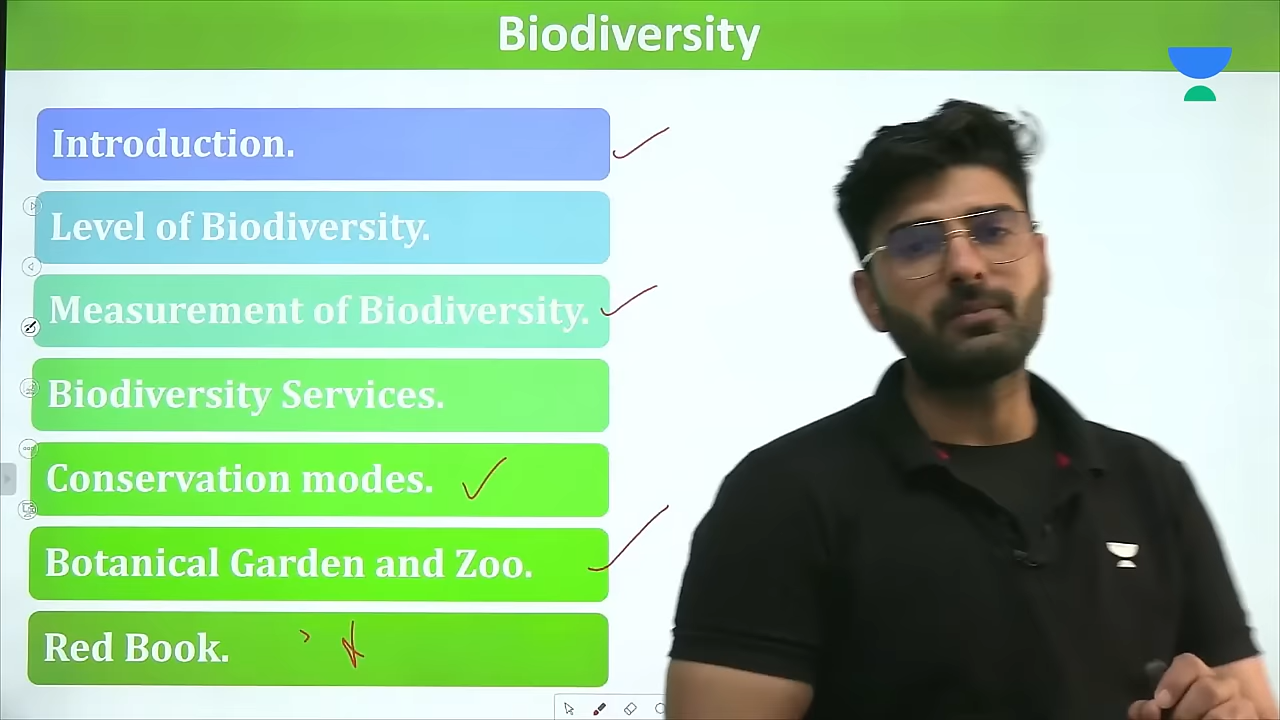 Biodiversity
Introduction.
Level of Biodiversity.
Measurement of Biodiversity.
Biodiversity Services.
Conservation modes.
Botanical Garden and Zoo.
Red Book.